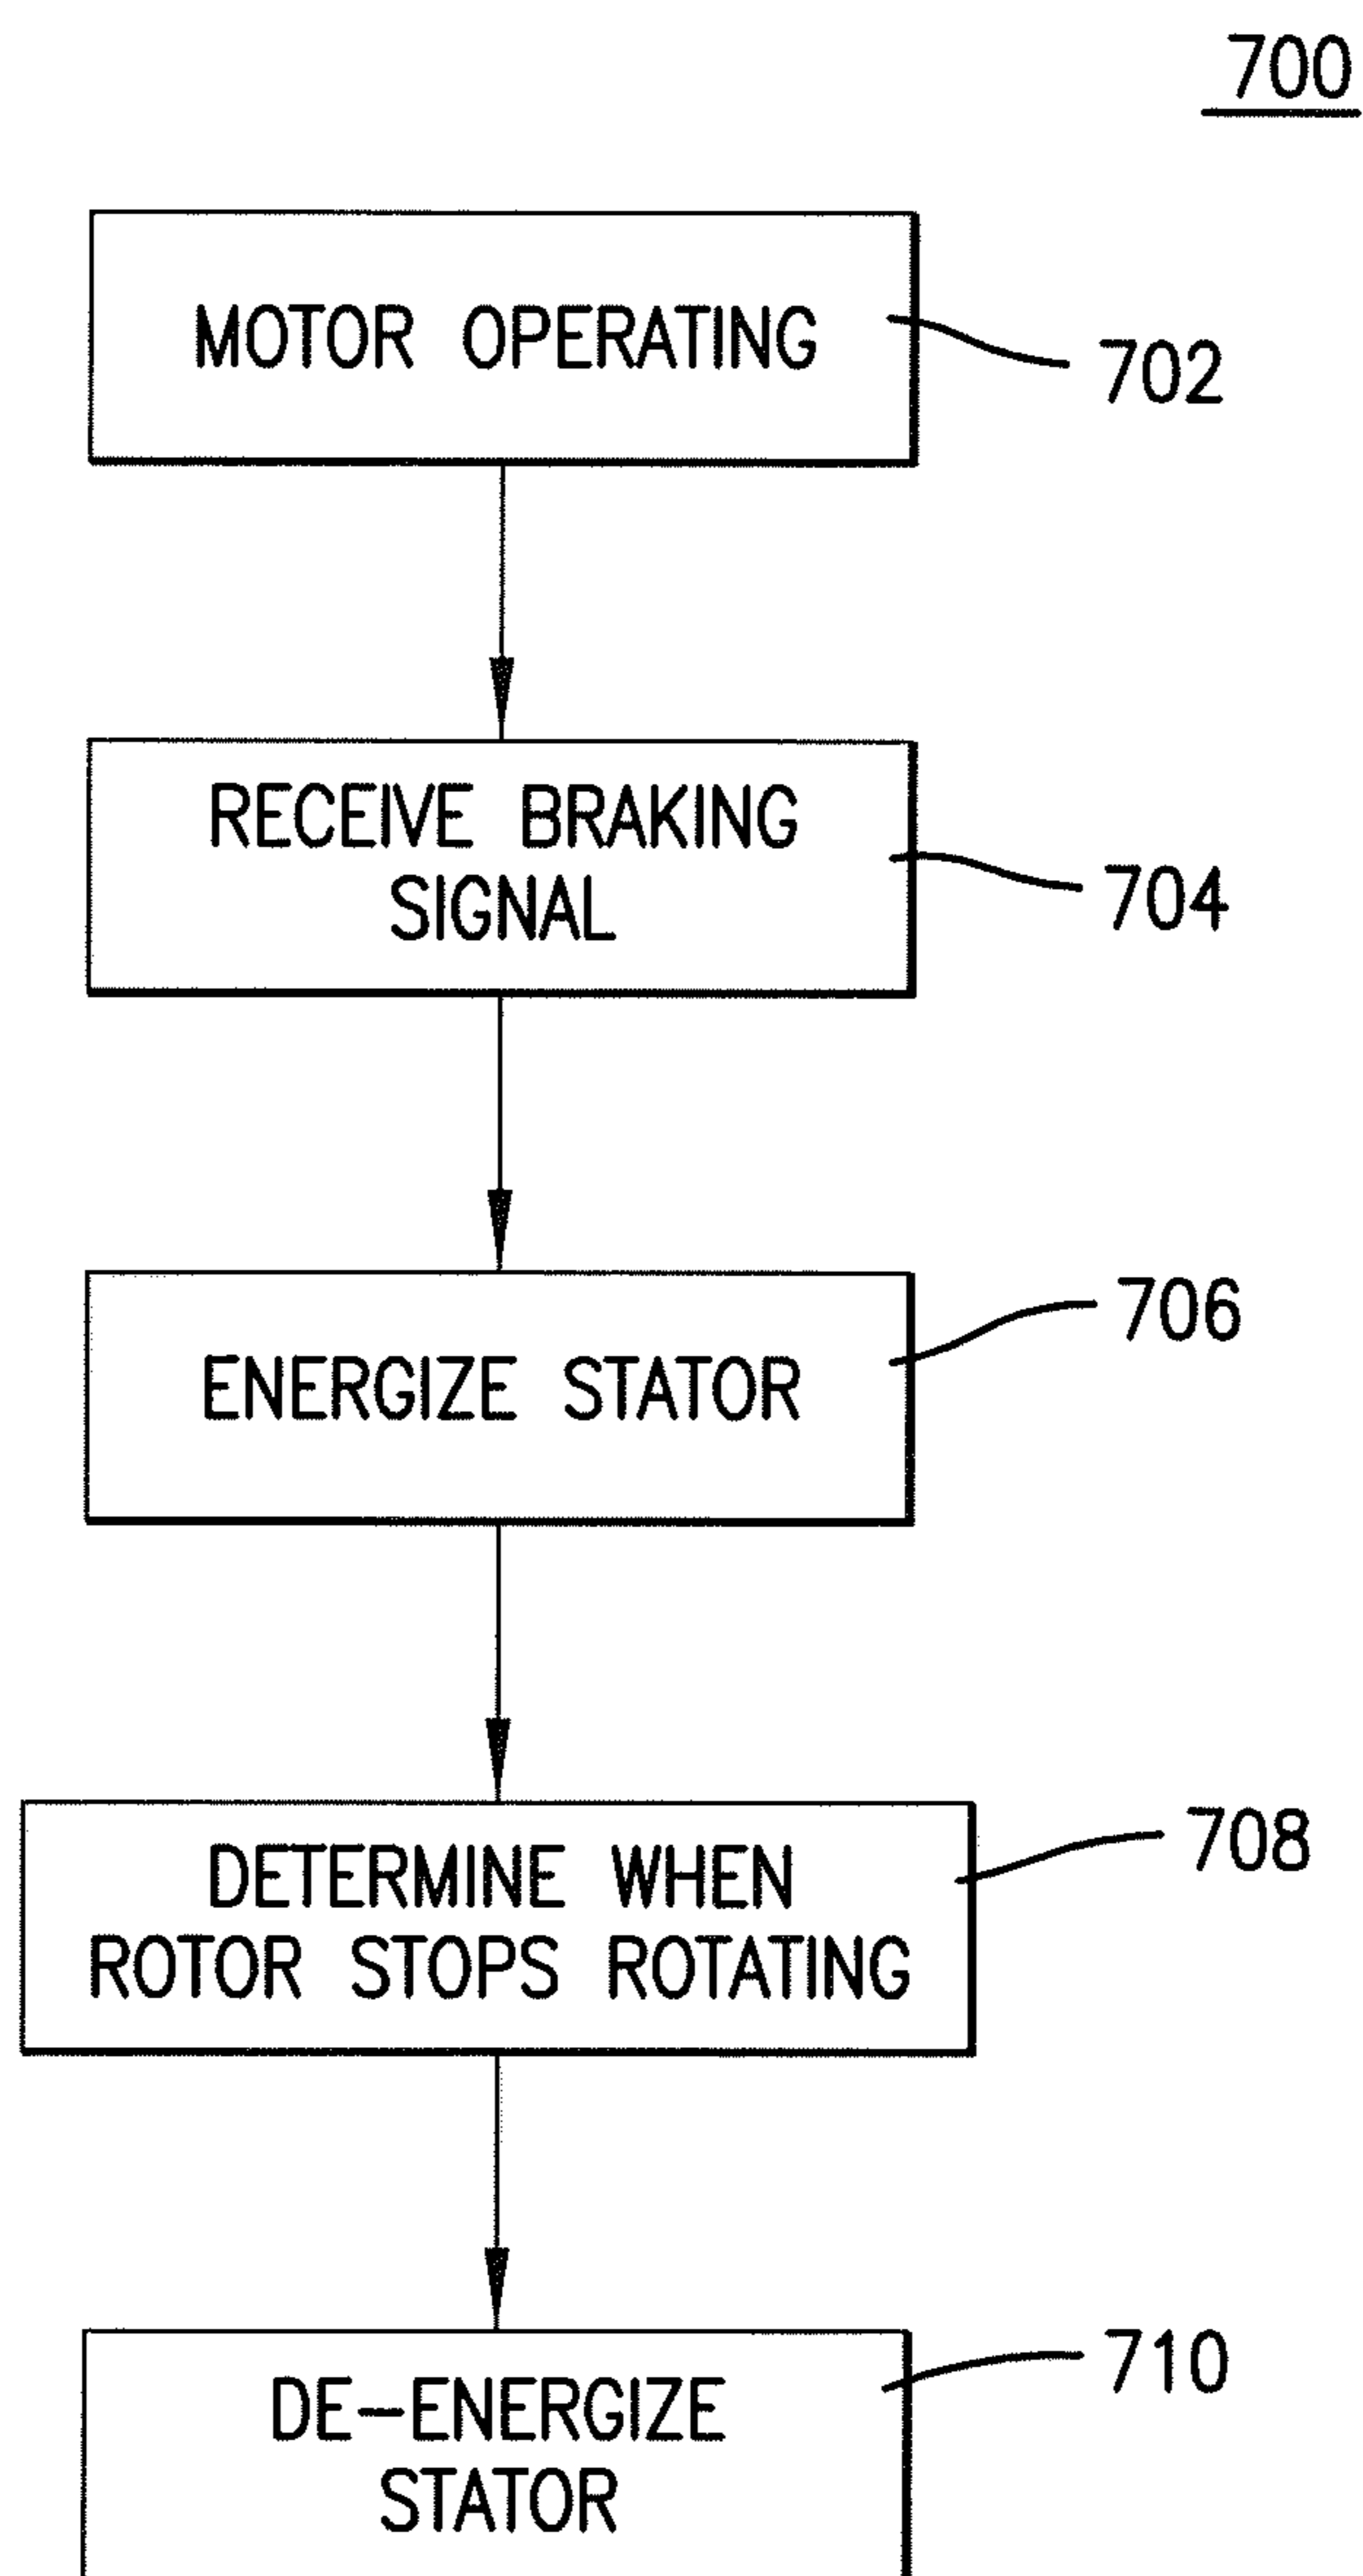 700
MOTOR OPERATING
702
RECEIVE BRAKING
SIGNAL
704
706
ENERGIZE STATOR
708
DETERMINE WHEN
ROTOR STOPS ROTATING
710
DE-ENERGIZE
STATOR